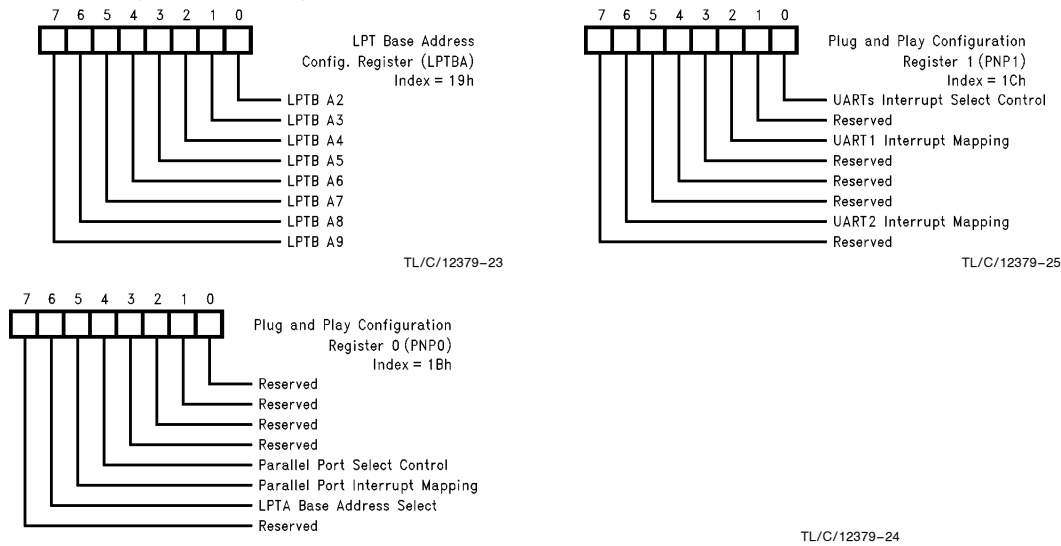 7 6 5 4 3 2 1 0
LPT Base Address
Config. Register (LPTBA)
Index = 19h
LPTB A2
LPTB A3
LPTB A4
LPTB A5
LPTB A6
LPTB A7
LPTB A8
LPTB A9
TL/C/12379–23
7 6 5 4 3 2 1 0
Plug and Play Configuration
Register 1 (PNP1)
Index = 1Ch
UARTs Interrupt Select Control
Reserved
UART1 Interrupt Mapping
Reserved
Reserved
Reserved
UART2 Interrupt Mapping
Reserved
TL/C/12379–25
7 6 5 4 3 2 1 0
Plug and Play Configuration
Register 0 (PNP0)
Index = 1Bh
Reserved
Reserved
Reserved
Reserved
Parallel Port Select Control
Parallel Port Interrupt Mapping
LPTA Base Address Select
Reserved
TL/C/12379–24